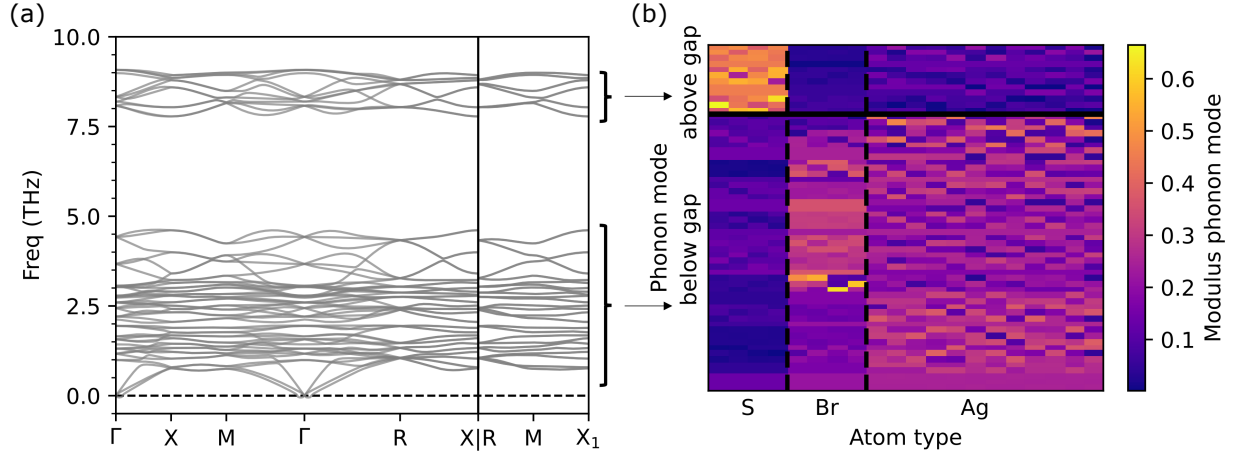 (a)
10.0
7.5
5.0
2.5
0.0
Freq (THz)
Γ X M Γ R X|R M X₁
(b)
above gap
below gap
Phonon mode
S Br Ag
Atom type
0.6
0.5
0.4
0.3
0.2
0.1
Modulus phonon mode